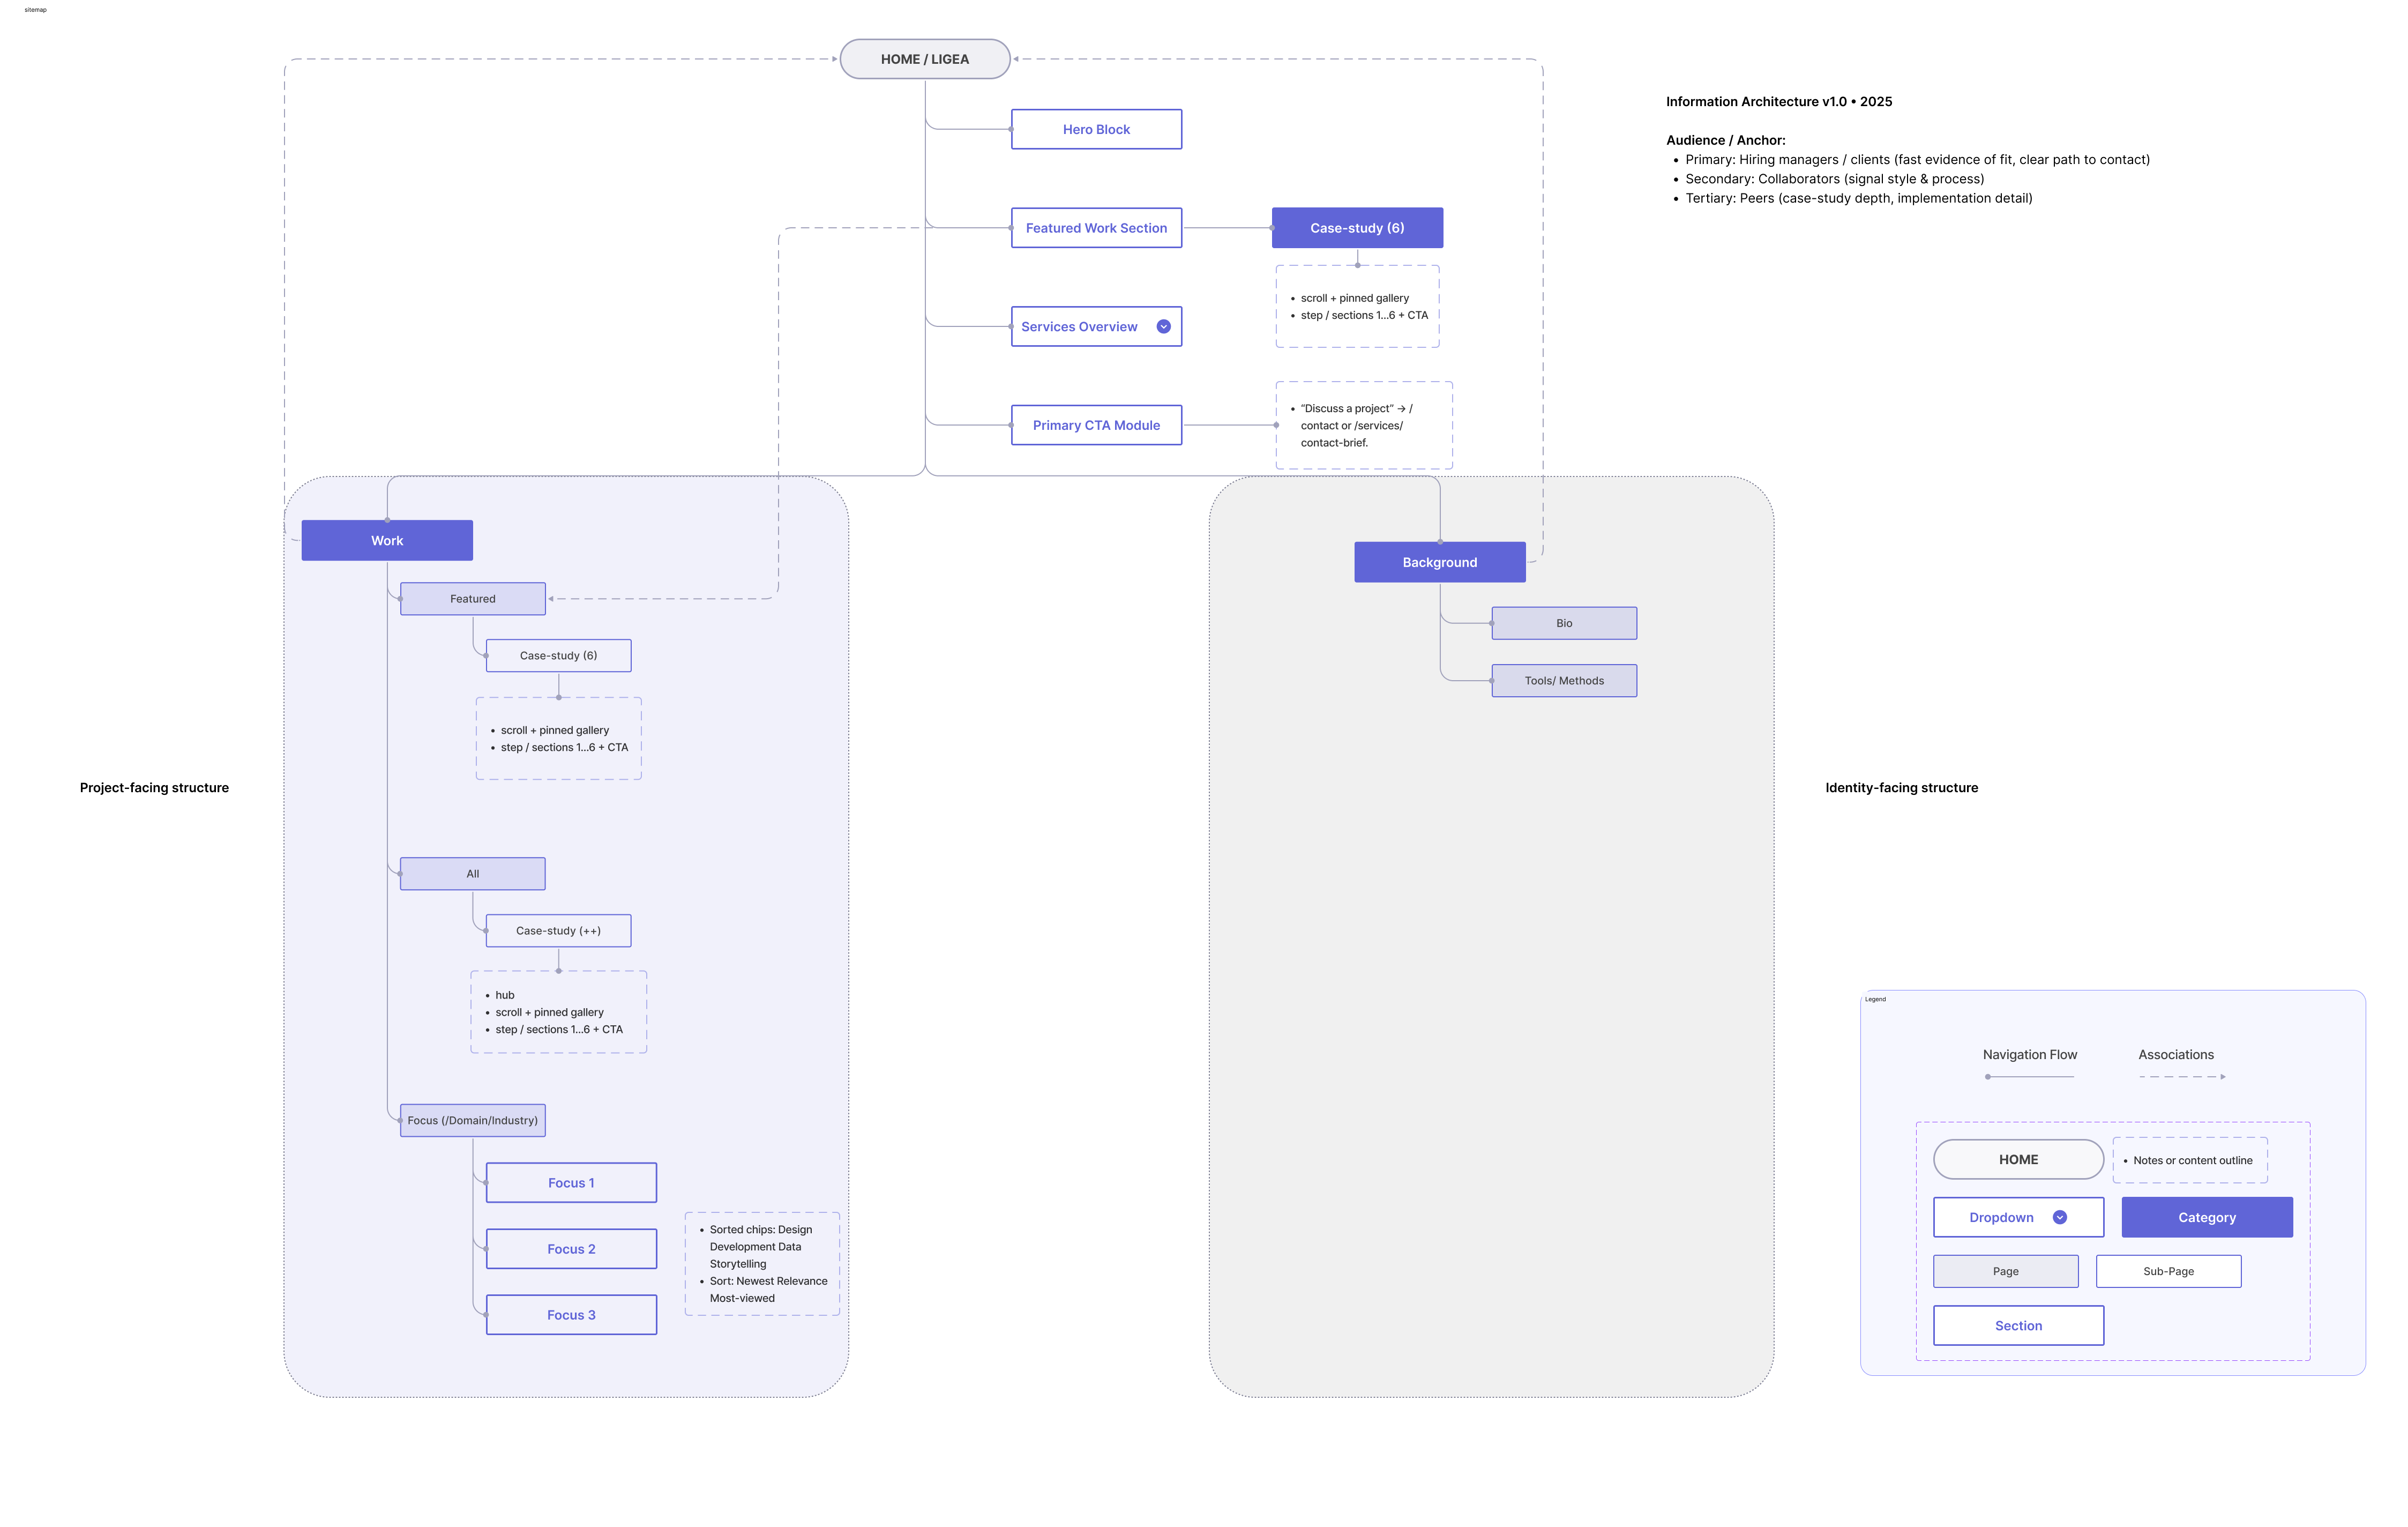 sitemap
HOME / LIGEA
Information Architecture v1.0 • 2025
Audience / Anchor:
• Primary: Hiring managers / clients (fast evidence of fit, clear path to contact)
• Secondary: Collaborators (signal style & process)
• Tertiary: Peers (case-study depth, implementation detail)
Hero Block
Featured Work Section
Case-study (6)
• scroll + pinned gallery
• step / sections 1...6 + CTA
Services Overview
Primary CTA Module
• “Discuss a project” → /
contact or /services/
contact-brief.
Project-facing structure
Work
Featured
Case-study (6)
• scroll + pinned gallery
• step / sections 1...6 + CTA
All
Case-study (++)
• hub
• scroll + pinned gallery
• step / sections 1...6 + CTA
Focus (/Domain/Industry)
Focus 1
Focus 2
Focus 3
• Sorted chips: Design
Development Data
Storytelling
• Sort: Newest Relevance
Most-viewed
Background
Bio
Tools/ Methods
Identity-facing structure
Legend
Navigation Flow
Associations
HOME
• Notes or content outline
Dropdown
Category
Page
Sub-Page
Section